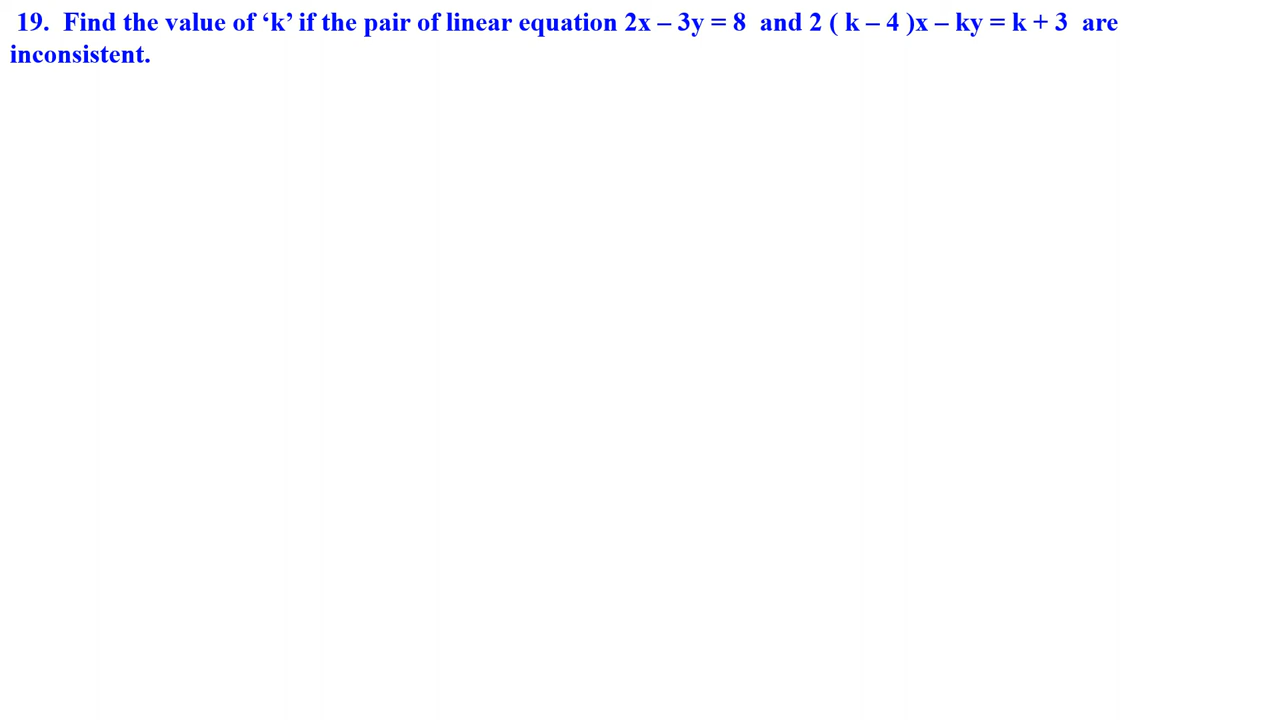 19. Find the value of ‘k’ if the pair of linear equation 2x – 3y = 8 and 2 ( k – 4 )x – ky = k + 3 are
inconsistent.